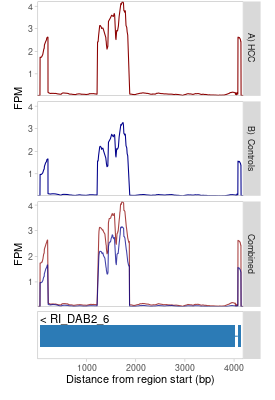 4
3
2
1
A) HCC
FPM
4
3
2
1
B) Controls
4
3
2
1
FPM
Combined
< RI_DAB2_6
1000 2000 3000 4000
Distance from region start (bp)